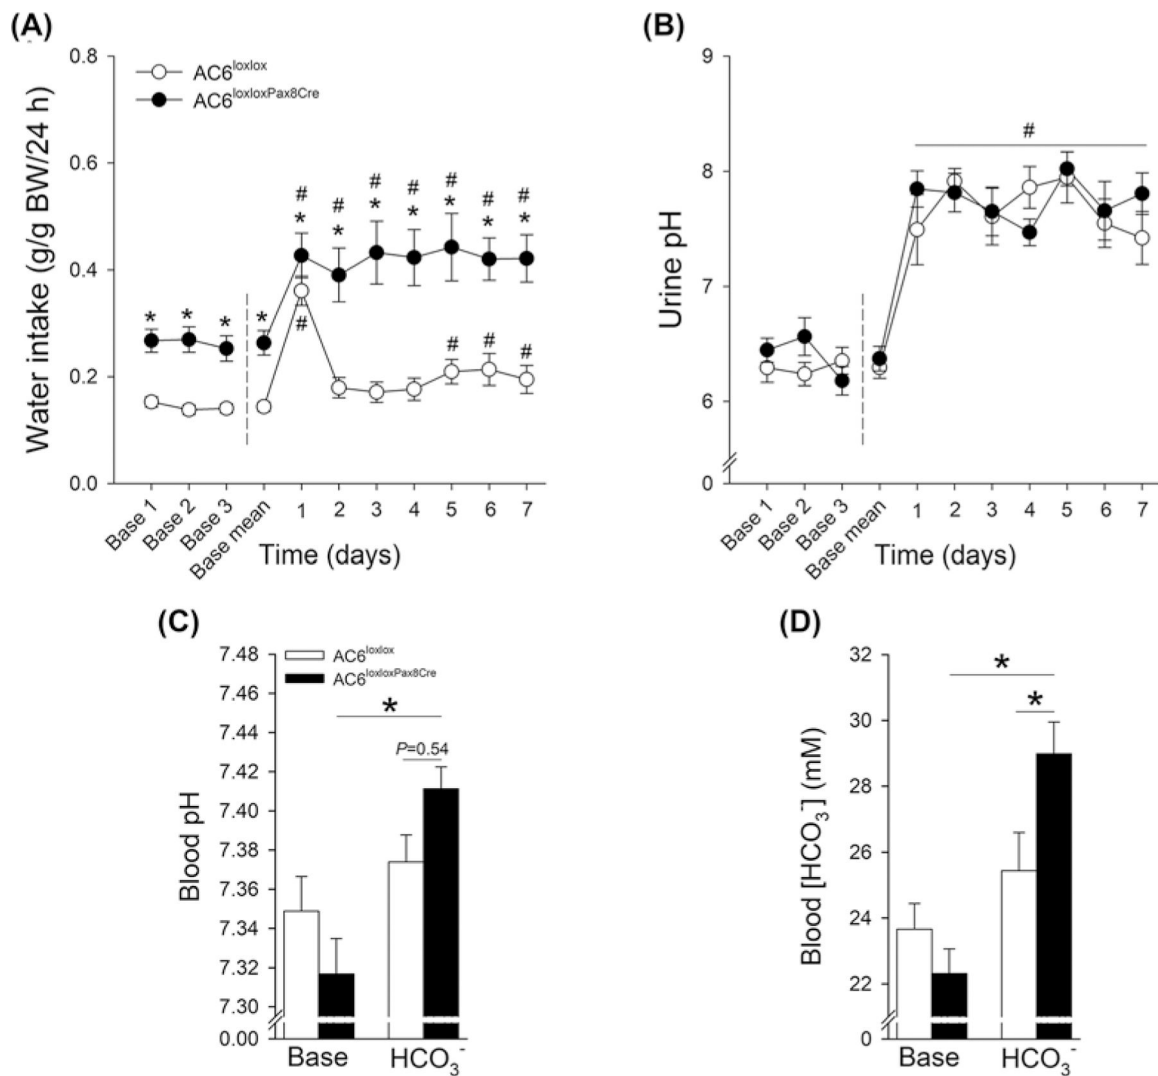 (A)
Water intake (g/g BW/24 h)
0.8
0.6
0.4
0.2
0.0
AC6loxlox
AC6loxloxPax8Cre
# # # # # # #
* * * * * * *
* * * *
#
# # #
Base 1 Base 2 Base 3 Base mean 1 2 3 4 5 6 7
Time (days)
(B)
Urine pH
9
8
7
6
0
#
Base 1 Base 2 Base 3 Base mean 1 2 3 4 5 6 7
Time (days)
(C)
Blood pH
7.48
7.46
7.44
7.42
7.40
7.38
7.36
7.34
7.32
7.30
0.00
AC6loxlox
AC6loxloxPax8Cre
*
P=0.54
Base HCO3-
(D)
Blood [HCO3-] (mM)
32
30
28
26
24
22
0
*
*
Base HCO3-